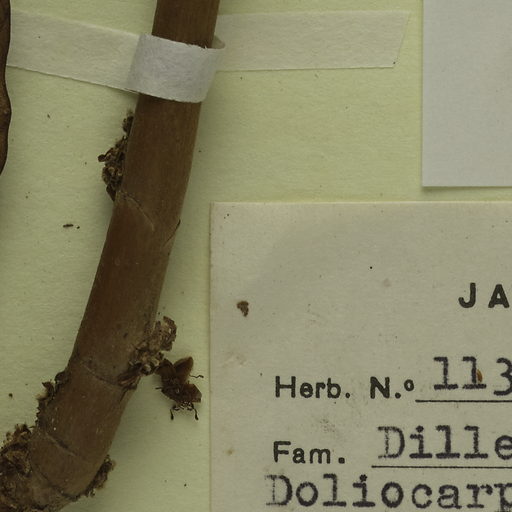 JA
Herb. N.º 113
Fam. Dille
Doliocarp